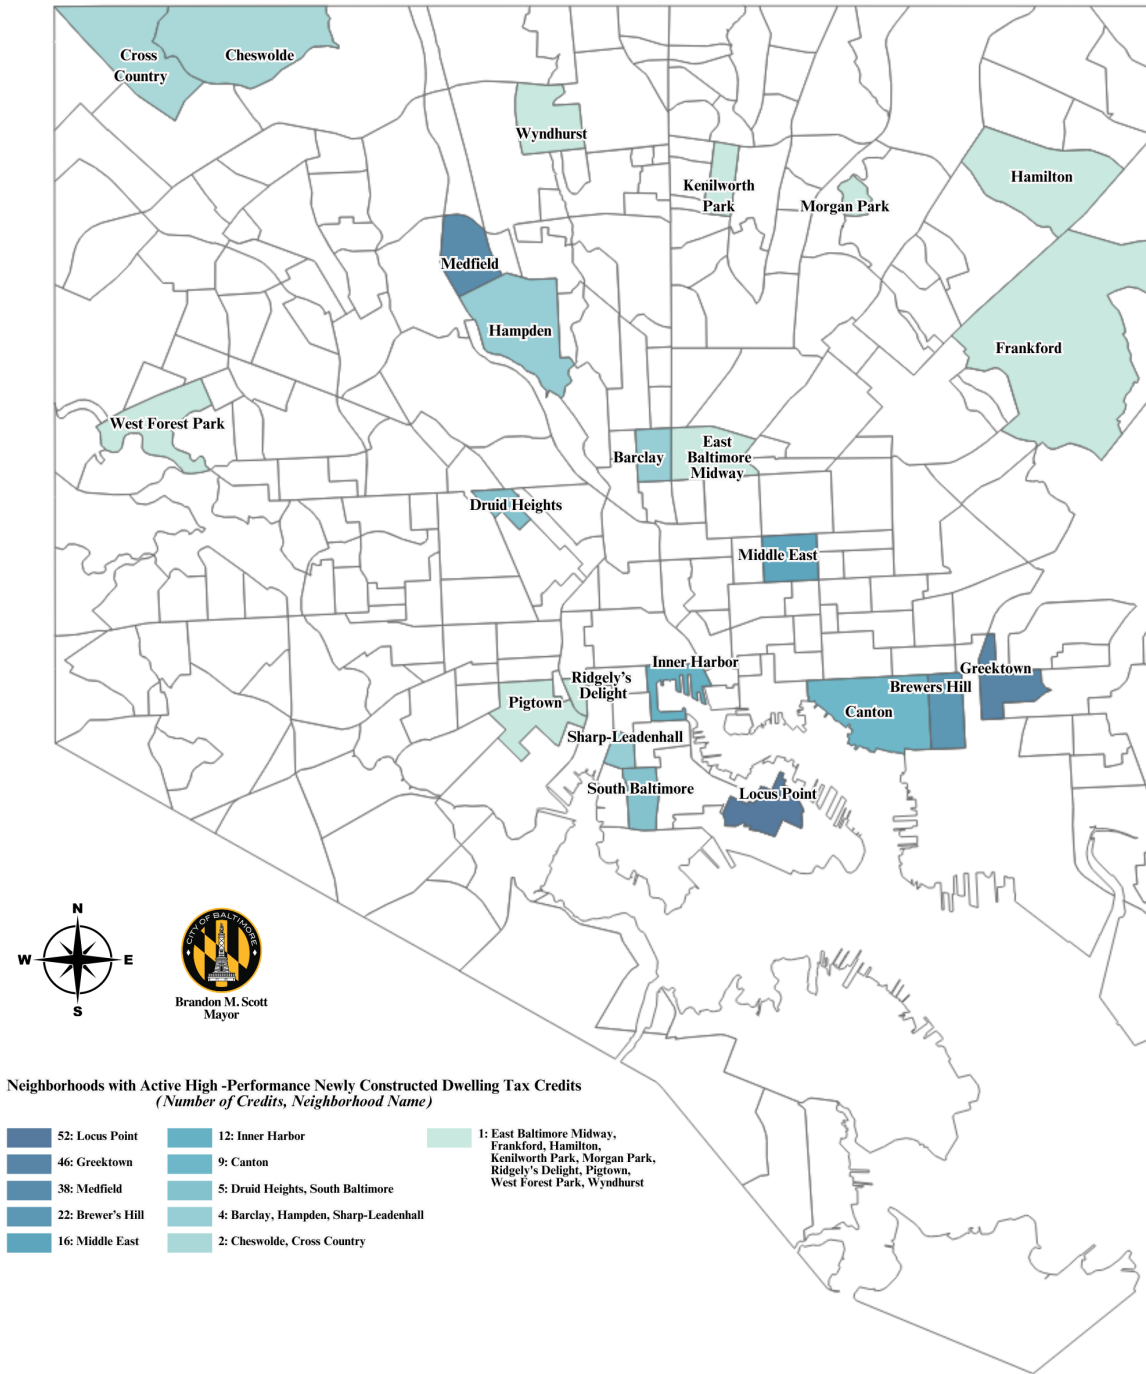 Cross
Country
Cheswolde
Wyndhurst
Kenilworth
Park
Morgan Park
Hamilton
Medfield
Hampden
Frankford
West Forest Park
Barclay
East
Baltimore
Midway
Druid Heights
Middle East
Inner Harbor
Ridgely's
Delight
Pigtown
Greektown
Brewers Hill
Canton
Sharp-Leadenhall
South Baltimore
Locus Point
N
W
E
S
CITY OF BALTIMORE
Brandon M. Scott
Mayor
Neighborhoods with Active High -Performance Newly Constructed Dwelling Tax Credits
(Number of Credits, Neighborhood Name)
52: Locus Point
46: Greektown
38: Medfield
22: Brewer's Hill
16: Middle East
12: Inner Harbor
9: Canton
5: Druid Heights, South Baltimore
4: Barclay, Hampden, Sharp-Leadenhall
2: Cheswolde, Cross Country
1: East Baltimore Midway,
Frankford, Hamilton,
Kenilworth Park, Morgan Park,
Ridgely's Delight, Pigtown,
West Forest Park, Wyndhurst